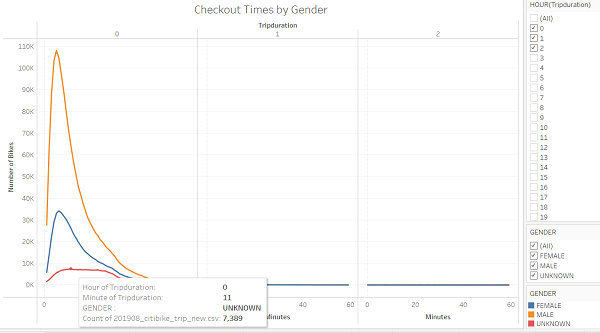 Checkout Times by Gender
Tripduration
0 1 2
110K
100K
90K
80K
70K
60K
50K
40K
30K
20K
10K
0K
Number of Bikes
0 40 60 0 20 40 60
Minutes Minutes
Hour of Tripduration: 0
Minute of Tripduration: 11
GENDER: UNKNOWN
Count of 201908_citibike_trip_new.csv: 7,389
HOUR(Tripduration)
(All)
0
1
2
3
4
5
6
7
8
9
10
11
12
13
14
15
16
17
18
19
GENDER
(All)
FEMALE
MALE
UNKNOWN
GENDER
FEMALE
MALE
UNKNOWN